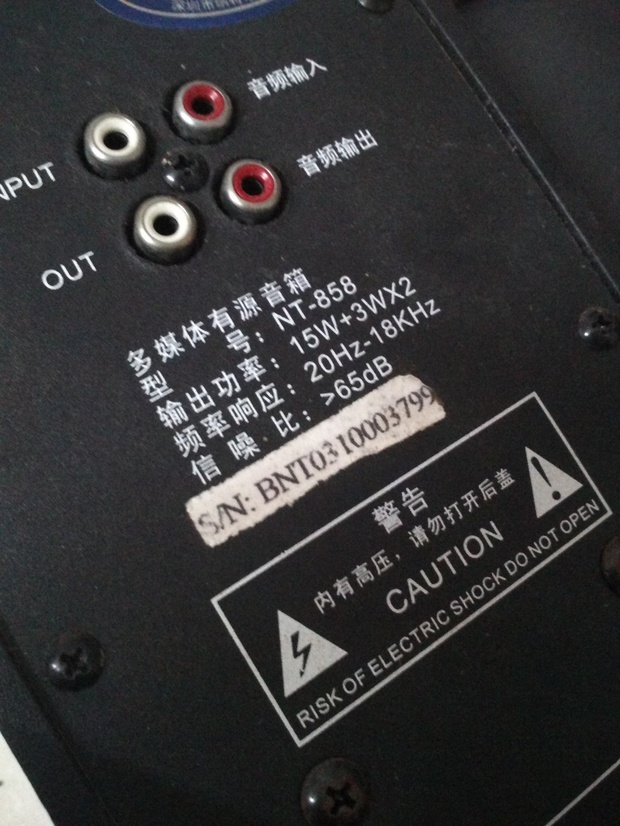 音频输入
音频输出
OUT
多媒体有源音箱
型 号：NT-858
输出功率：15W+3WX2
频率响应：20Hz-18KHz
信 噪 比：>65dB
S/N: BNT0310003799
警告
内有高压，请勿打开后盖
CAUTION
RISK OF ELECTRIC SHOCK DO NOT OPEN